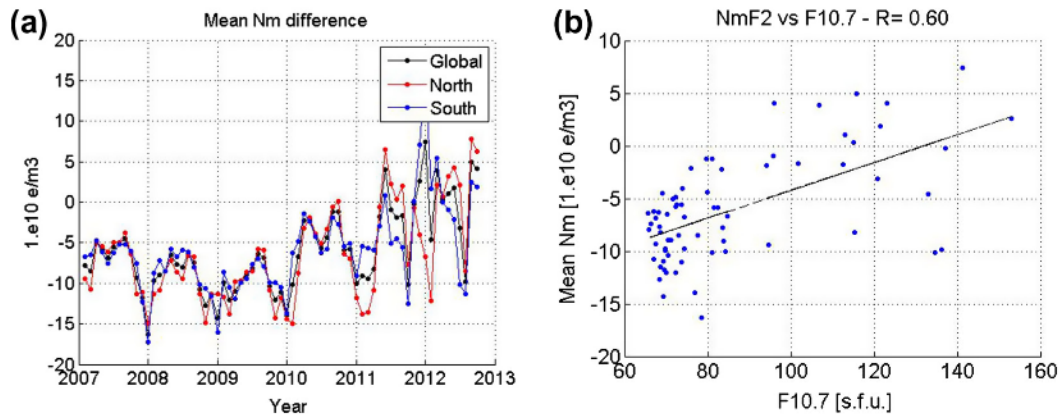 (a)
Mean Nm difference
1.e10 e/m3
20
15
10
5
0
-5
-10
-15
-20
Global
North
South
2007 2008 2009 2010 2011 2012 2013
Year
(b)
NmF2 vs F10.7 - R= 0.60
Mean Nm [1.e10 e/m3]
10
5
0
-5
-10
-15
-20
60 80 100 120 140 160
F10.7 [s.f.u.]